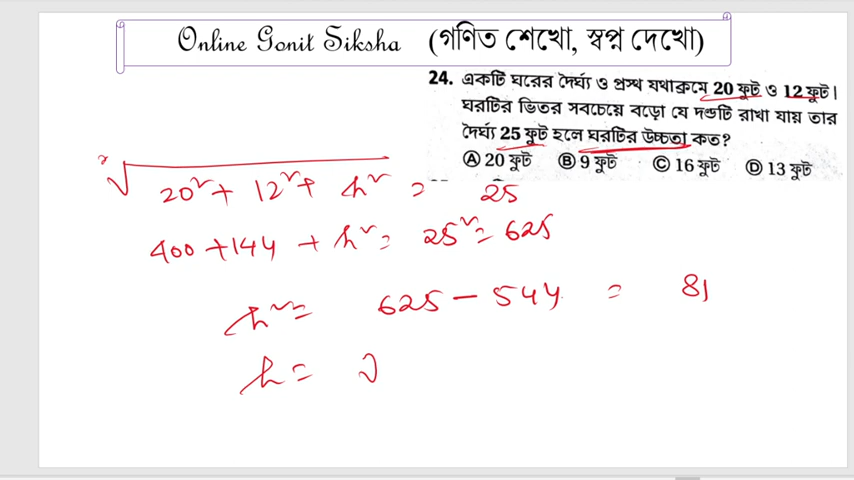 Online Gonit Siksha (গণিত শেখো, স্বপ্ন দেখো)
24. একটি ঘরের দৈর্ঘ্য ও প্রস্থ যথাক্রমে 20 ফুট ও 12 ফুট।
ঘরটির ভিতর সবচেয়ে বড়ো যে দণ্ডটি রাখা যায় তার
দৈর্ঘ্য 25 ফুট হলে ঘরটির উচ্চতা কত?
Ⓐ 20 ফুট Ⓑ 9 ফুট Ⓒ 16 ফুট Ⓓ 13 ফুট
²√(20² + 12² + h²) = 25
400 + 144 + h² = 25² = 625
h² = 625 - 544 = 81
h =